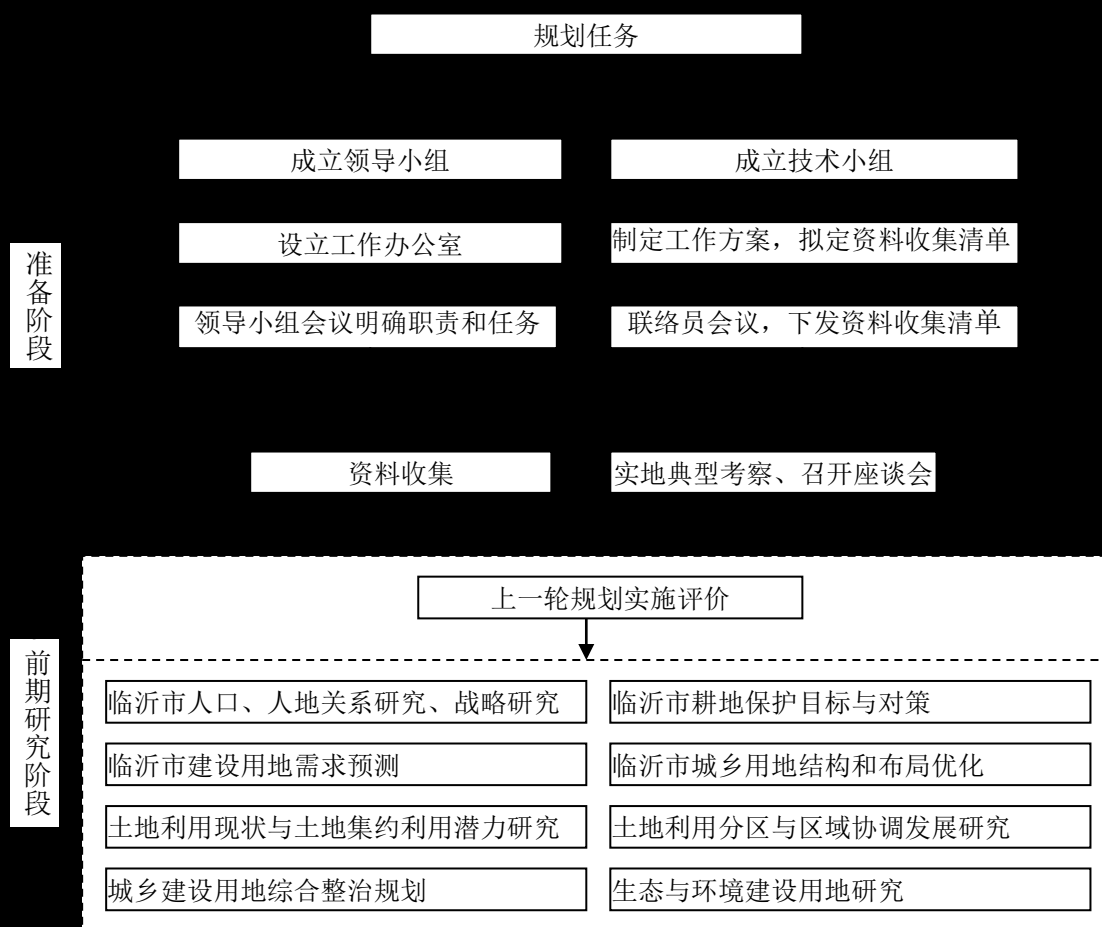 规划任务
成立领导小组
成立技术小组
设立工作办公室
制定工作方案，拟定资料收集清单
准备阶段
领导小组会议明确职责和任务
联络员会议，下发资料收集清单
资料收集
实地典型考察、召开座谈会
上一轮规划实施评价
前期研究阶段
临沂市人口、人地关系研究、战略研究
临沂市耕地保护目标与对策
临沂市建设用地需求预测
临沂市城乡用地结构和布局优化
土地利用现状与土地集约利用潜力研究
土地利用分区与区域协调发展研究
城乡建设用地综合整治规划
生态与环境建设用地研究